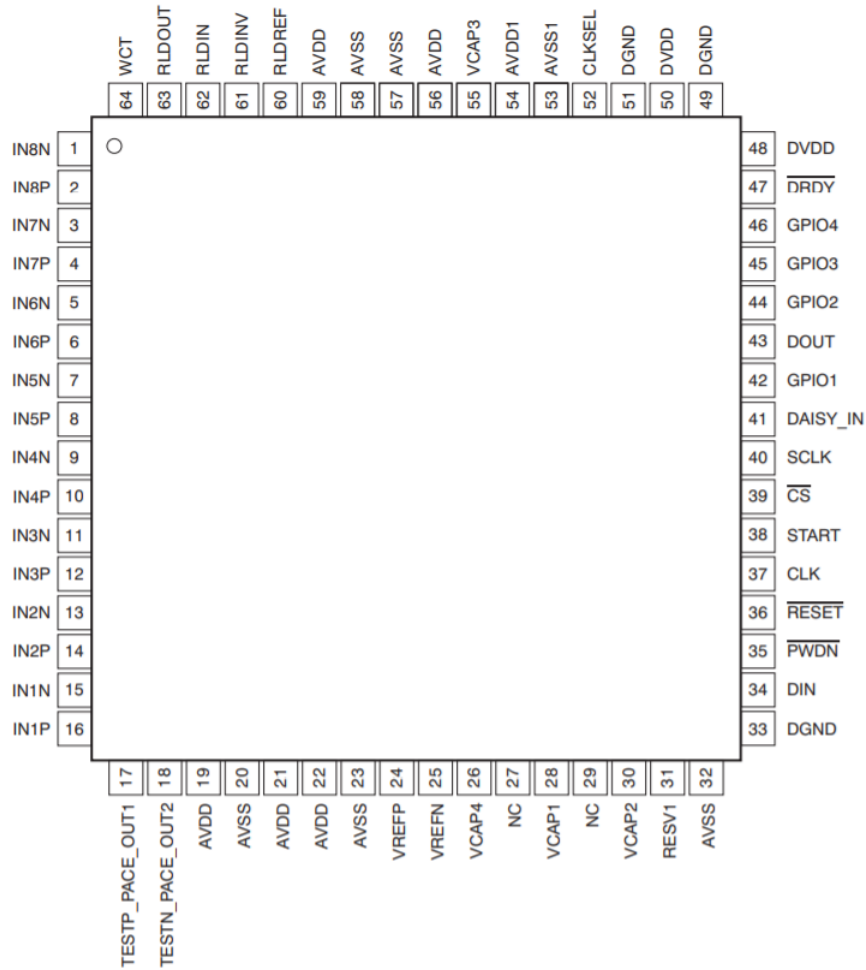 WCT
RLDOUT
RLDIN
RLDINV
RLDREF
AVDD
AVSS
AVSS
AVDD
VCAP3
AVDD1
AVSS1
CLKSEL
DGND
DVDD
DGND
64
63
62
61
60
59
58
57
56
55
54
53
52
51
50
49
IN8N 1
IN8P 2
IN7N 3
IN7P 4
IN6N 5
IN6P 6
IN5N 7
IN5P 8
IN4N 9
IN4P 10
IN3N 11
IN3P 12
IN2N 13
IN2P 14
IN1N 15
IN1P 16
48 DVDD
47 DRDY
46 GPIO4
45 GPIO3
44 GPIO2
43 DOUT
42 GPIO1
41 DAISY_IN
40 SCLK
39 CS
38 START
37 CLK
36 RESET
35 PWDN
34 DIN
33 DGND
17
18
19
20
21
22
23
24
25
26
27
28
29
30
31
32
TESTP_PACE_OUT1
TESTN_PACE_OUT2
AVDD
AVSS
AVDD
AVDD
AVSS
VREFP
VREFN
VCAP4
NC
VCAP1
NC
VCAP2
RESV1
AVSS